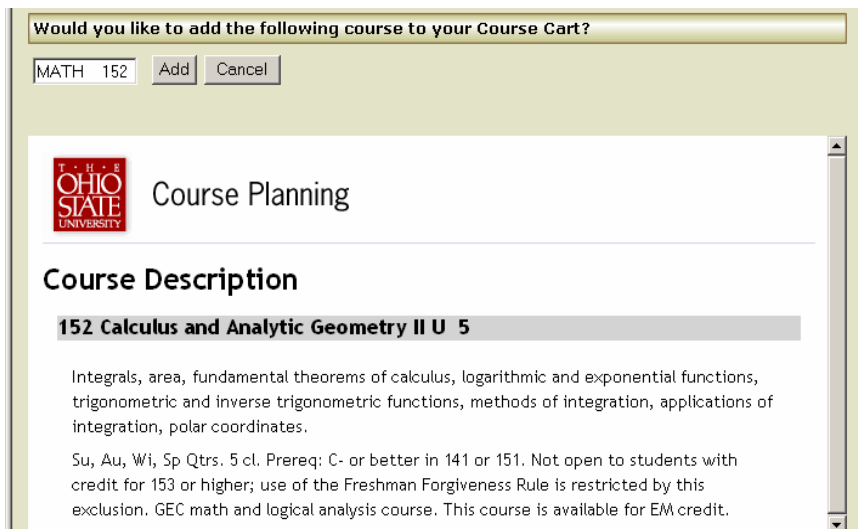 Would you like to add the following course to your Course Cart?
MATH 152 Add Cancel
T · H · E
OHIO
STATE
UNIVERSITY
Course Planning
Course Description
152 Calculus and Analytic Geometry II U 5
Integrals, area, fundamental theorems of calculus, logarithmic and exponential functions,
trigonometric and inverse trigonometric functions, methods of integration, applications of
integration, polar coordinates.
Su, Au, Wi, Sp Qtrs. 5 cl. Prereq: C- or better in 141 or 151. Not open to students with
credit for 153 or higher; use of the Freshman Forgiveness Rule is restricted by this
exclusion. GEC math and logical analysis course. This course is available for EM credit.